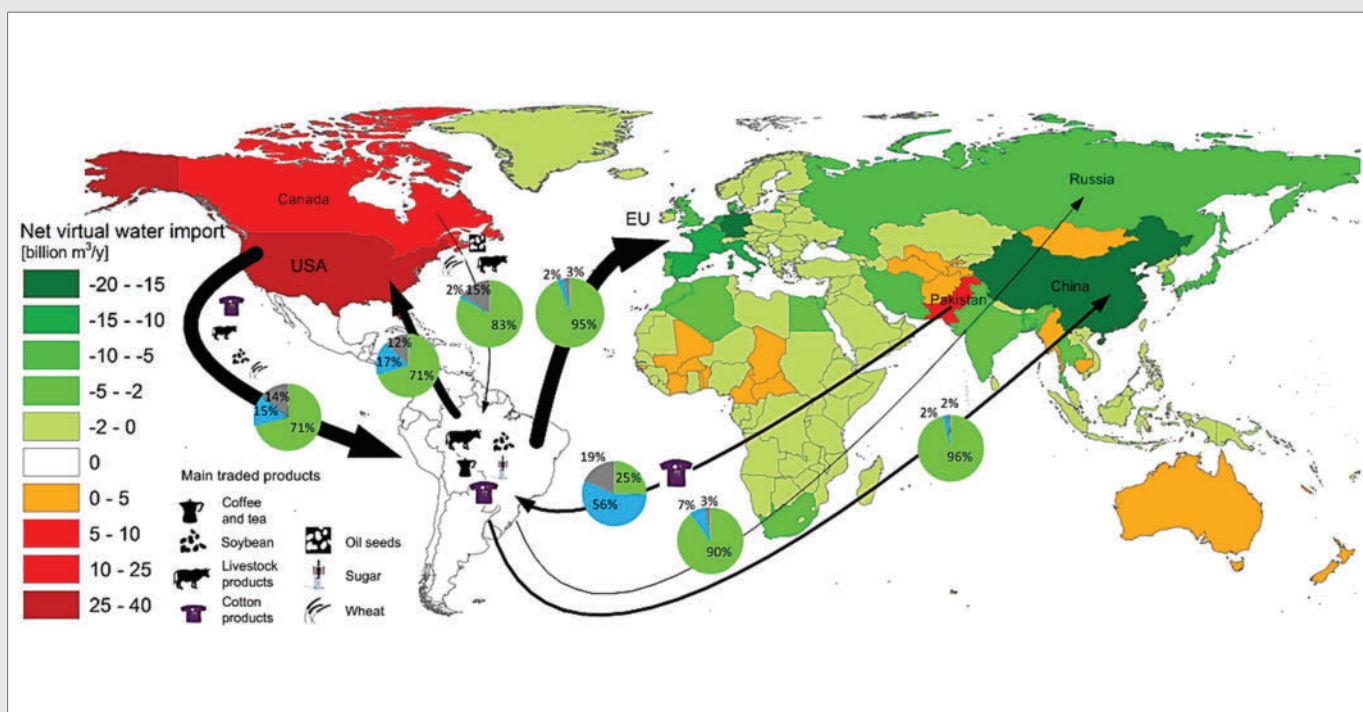 Canada
Russia
EU
Net virtual water import
[billion m³/y]
USA
China
Pakistan
-20 - -15
-15 - -10
-10 - -5
-5 - -2
-2 - 0
0
0 - 5
5 - 10
10 - 25
25 - 40
2% 15%
83%
2% 3%
95%
12%
17%
71%
14%
15%
71%
2% 2%
96%
19%
25%
56%
7% 3%
90%
Main traded products
Coffee
and tea
Soybean
Livestock
products
Cotton
products
Oil seeds
Sugar
Wheat